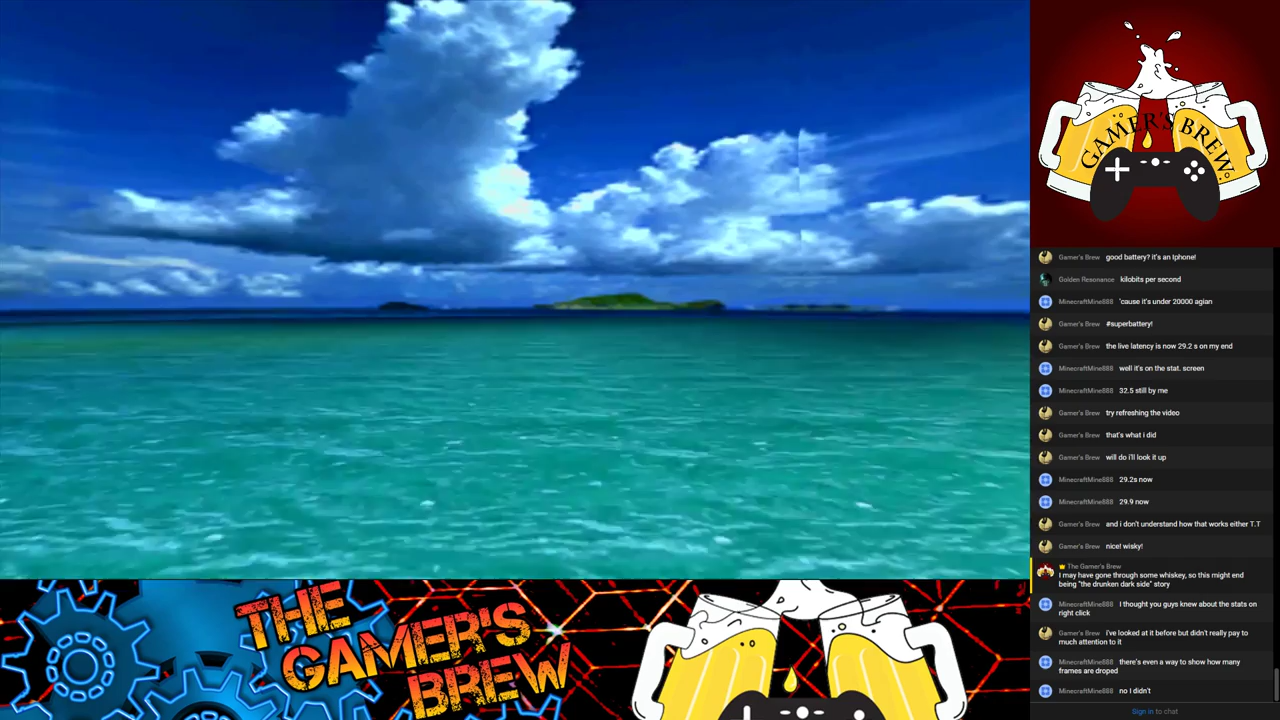 GAMER'S BREW
Gamer's Brew good battery? it's an Iphone!
Golden Resonance kilobits per second
MinecraftMine888 'cause it's under 20000 agian
Gamer's Brew #superbattery!
Gamer's Brew the live latency is now 29.2 s on my end
MinecraftMine888 well it's on the stat. screen
MinecraftMine888 32.5 still by me
Gamer's Brew try refreshing the video
Gamer's Brew that's what i did
Gamer's Brew will do i'll look it up
MinecraftMine888 29.2s now
MinecraftMine888 29.9 now
Gamer's Brew and i don't understand how that works either T.T
Gamer's Brew nice! wisky!
The Gamer's Brew
I may have gone through some whiskey, so this might end
being "the drunken dark side" story
MinecraftMine888 I thought you guys knew about the stats on
right click
Gamer's Brew i've looked at it before but didn't really pay to
much attention to it
MinecraftMine888 there's even a way to show how many
frames are droped
MinecraftMine888 no I didn't
Sign in to chat
THE
GAMER'S
BREW